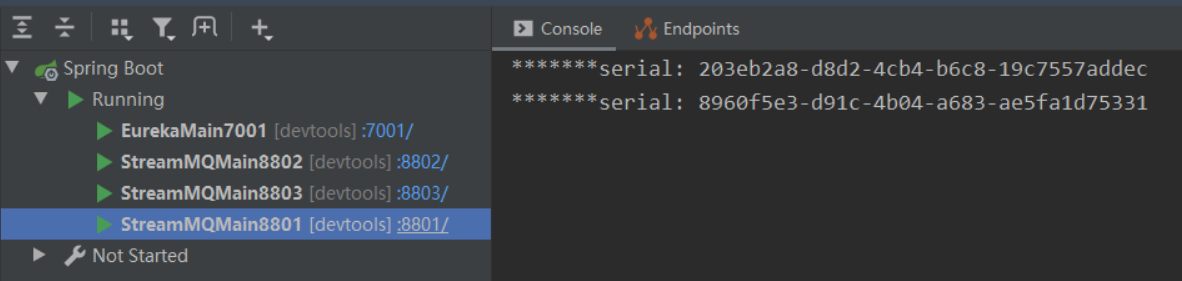 Console Endpoints
Spring Boot
Running
EurekaMain7001 [devtools] :7001/
StreamMQMain8802 [devtools] :8802/
StreamMQMain8803 [devtools] :8803/
StreamMQMain8801 [devtools] :8801/
Not Started
*******serial: 203eb2a8-d8d2-4cb4-b6c8-19c7557addec
*******serial: 8960f5e3-d91c-4b04-a683-ae5fa1d75331